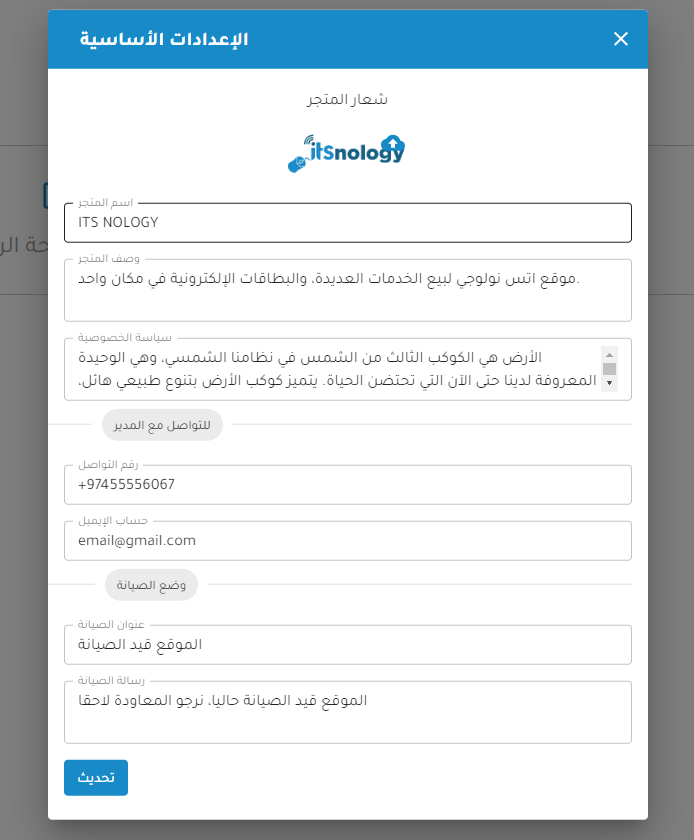 الإعدادات الأساسية
شعار المتجر
itsnology
اسم المتجر
ITS NOLOGY
وصف المتجر
موقع اتس نولوجي لبيع الخدمات العديدة، والبطاقات الإلكترونية في مكان واحد.
سياسة الخصوصية
الأرض هي الكوكب الثالث من الشمس في نظامنا الشمسي، وهي الوحيدة
المعروفة لدينا حتى الآن التي تحتضن الحياة. يتميز كوكب الأرض بتنوع طبيعي هائل،
للتواصل مع المدير
رقم التواصل
+97455556067
حساب الإيميل
email@gmail.com
وضع الصيانة
عنوان الصيانة
الموقع قيد الصيانة
رسالة الصيانة
الموقع قيد الصيانة حاليا، نرجو المعاودة لاحقا
تحديث